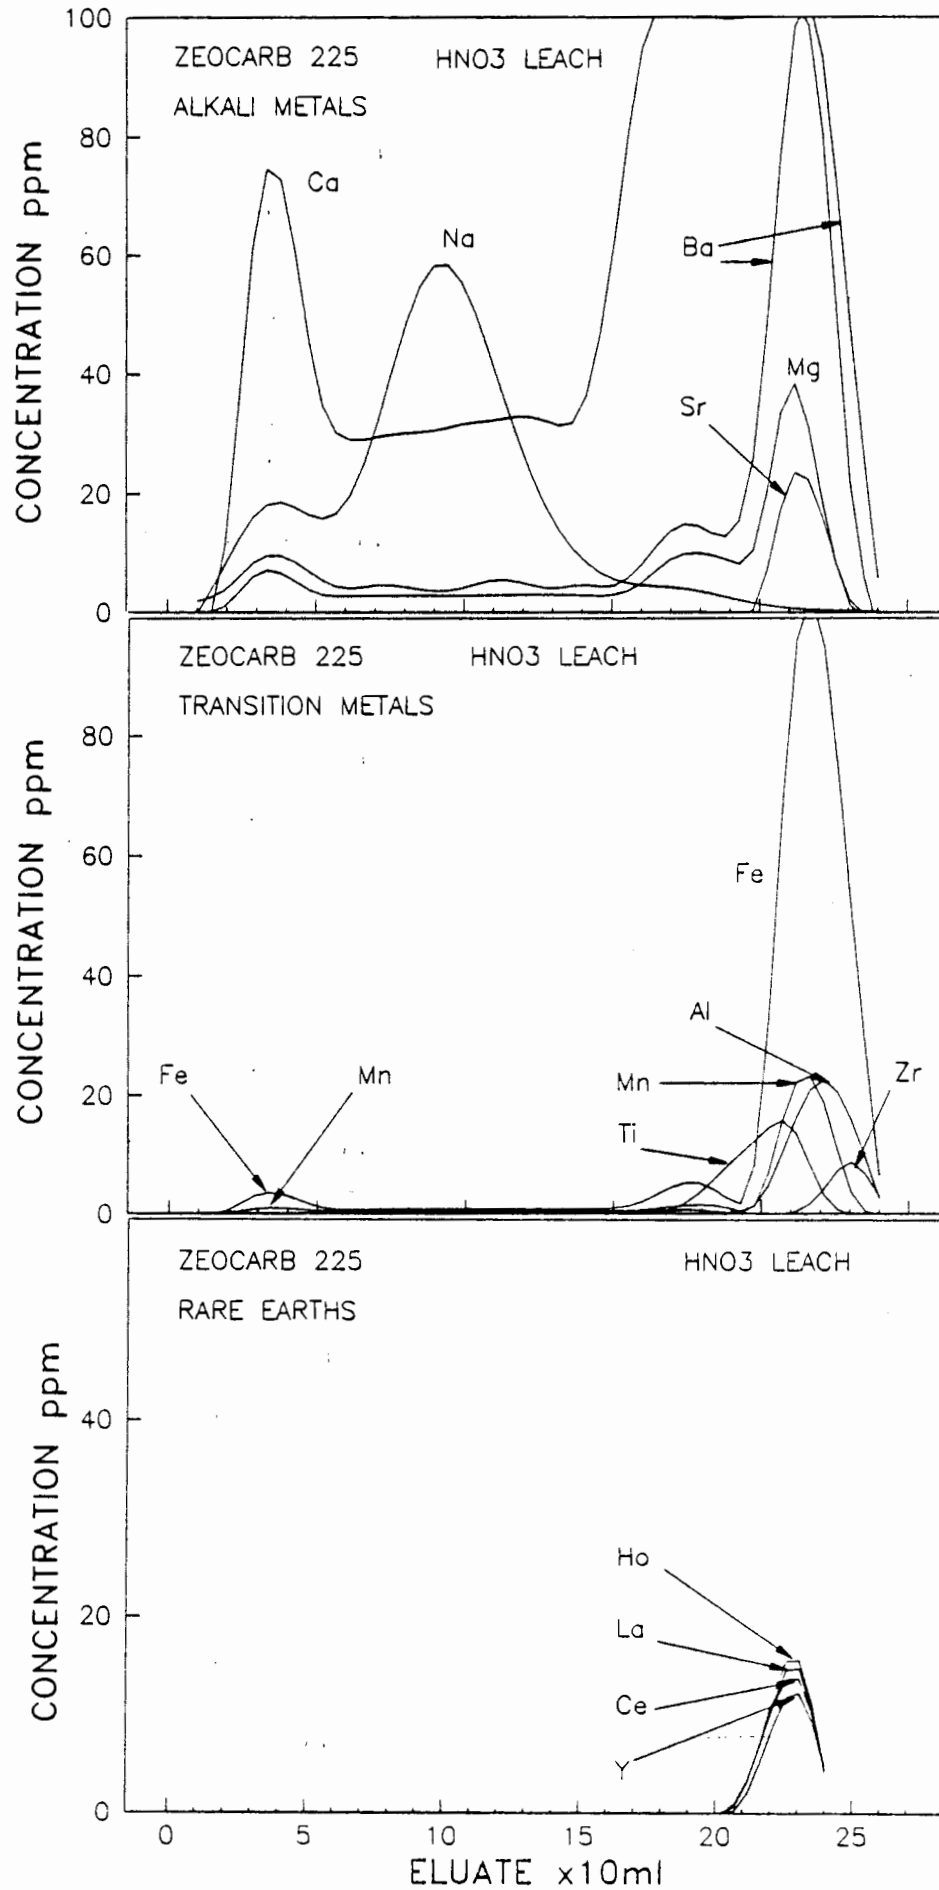 100
ZEOCARB 225 HNO3 LEACH
ALKALI METALS
80
Ca
Na
60
Ba
40
Mg
Sr
20
0
CONCENTRATION ppm
ZEOCARB 225 HNO3 LEACH
TRANSITION METALS
80
60
Fe
40
Al
Fe Mn Mn Zr
20
Ti
0
CONCENTRATION ppm
ZEOCARB 225 HNO3 LEACH
RARE EARTHS
40
Ho
20
La
Ce
Y
0
CONCENTRATION ppm
0 5 10 15 20 25
ELUATE x10ml